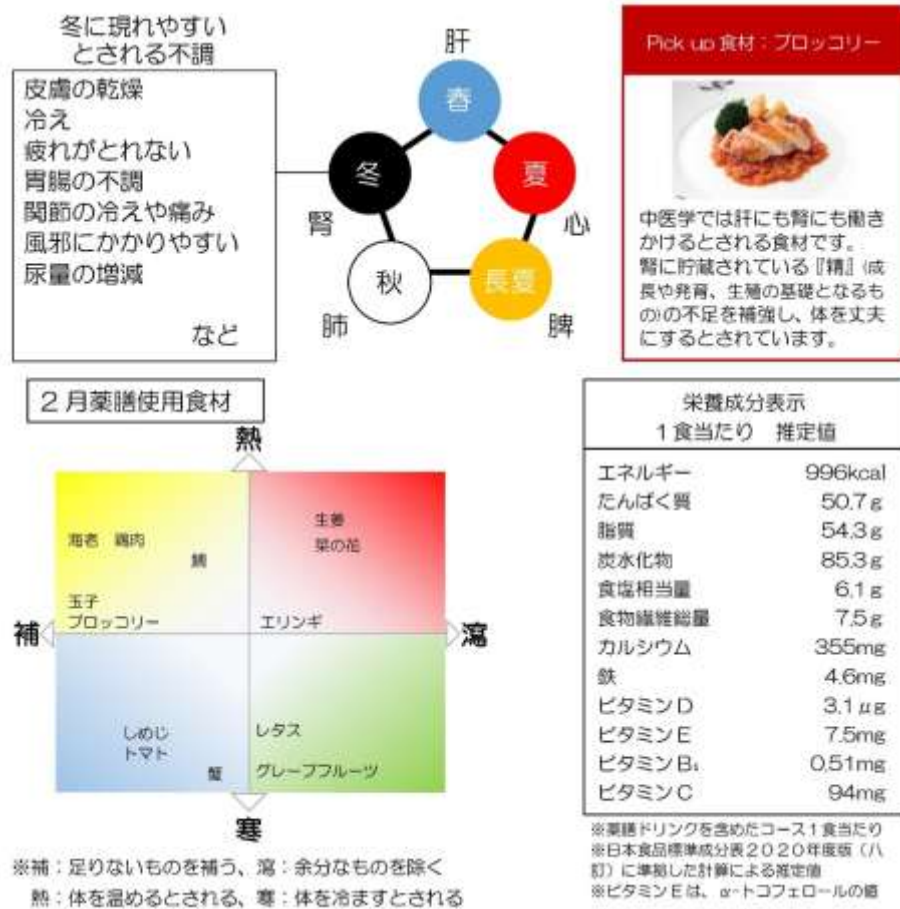 冬に現れやすい
とされる不調
皮膚の乾燥
冷え
疲れがとれない
胃腸の不調
関節の冷えや痛み
風邪にかかりやすい
尿量の増減
など
肝
春
夏
心
長夏
脾
秋
肺
冬
腎
Pick up 食材：ブロッコリー
中医学では肝にも腎にも働き
かけるとされる食材です。
腎に貯蔵されている『精』(成
長や発育、生殖の基礎となるも
の)の不足を補強し、体を丈夫
にするとされています。
2月薬膳使用食材
熱
海老 鶏肉
鯛
玉子
ブロッコリー
生姜
菜の花
エリンギ
補
瀉
しめじ
トマト
蟹
レタス
グレープフルーツ
寒
※補：足りないものを補う、瀉：余分なものを除く
熱：体を温めるとされる、寒：体を冷ますとされる
栄養成分表示
1食当たり 推定値
エネルギー 996kcal
たんぱく質 50.7g
脂質 54.3g
炭水化物 85.3g
食塩相当量 6.1g
食物繊維総量 7.5g
カルシウム 355mg
鉄 4.6mg
ビタミンD 3.1μg
ビタミンE 7.5mg
ビタミンB₁ 0.51mg
ビタミンC 94mg
※薬膳ドリンクを含めたコース1食当たり
※日本食品標準成分表2020年度版（八
訂）に準拠した計算による推定値
※ビタミンEは、α-トコフェロールの値